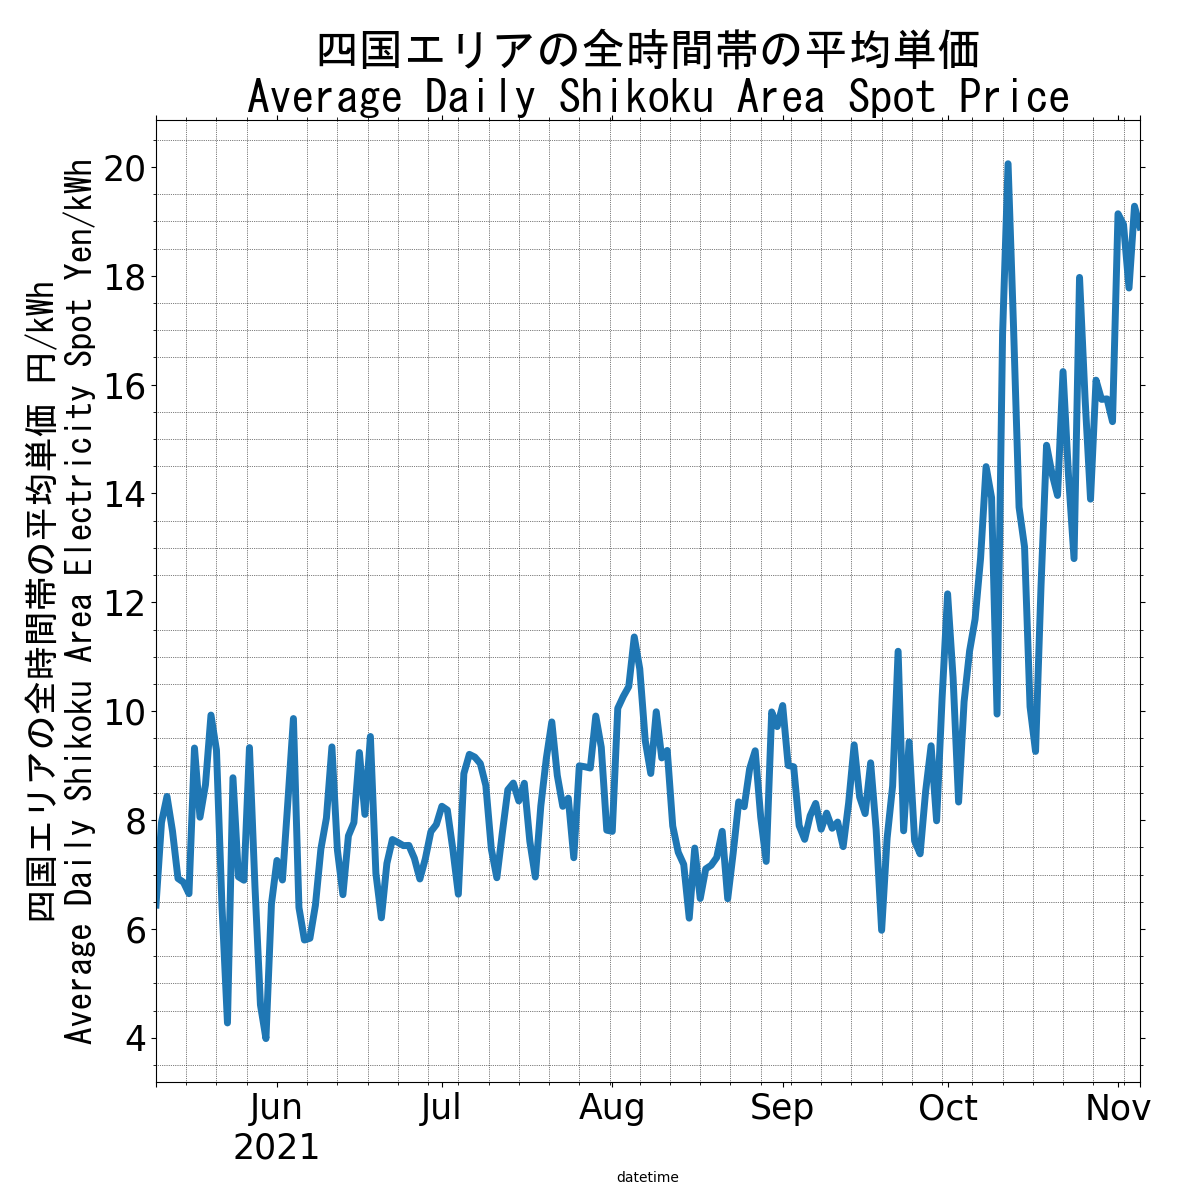 四国エリアの全時間帯の平均単価
Average Daily Shikoku Area Spot Price
四国エリアの全時間帯の平均単価 円/kWh
Average Daily Shikoku Area Electricity Spot Yen/kWh
20
18
16
14
12
10
8
6
4
Jun Jul Aug Sep Oct Nov
2021
datetime